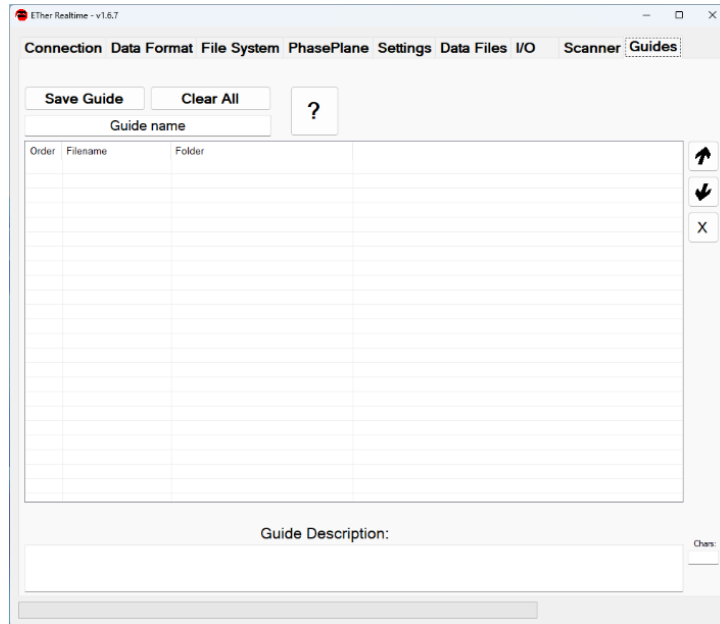 ETher Realtime - v1.6.7
Connection Data Format File System PhasePlane Settings Data Files I/O Scanner Guides
Save Guide Clear All ?
Guide name
Order Filename Folder
X
Guide Description:
Chars: